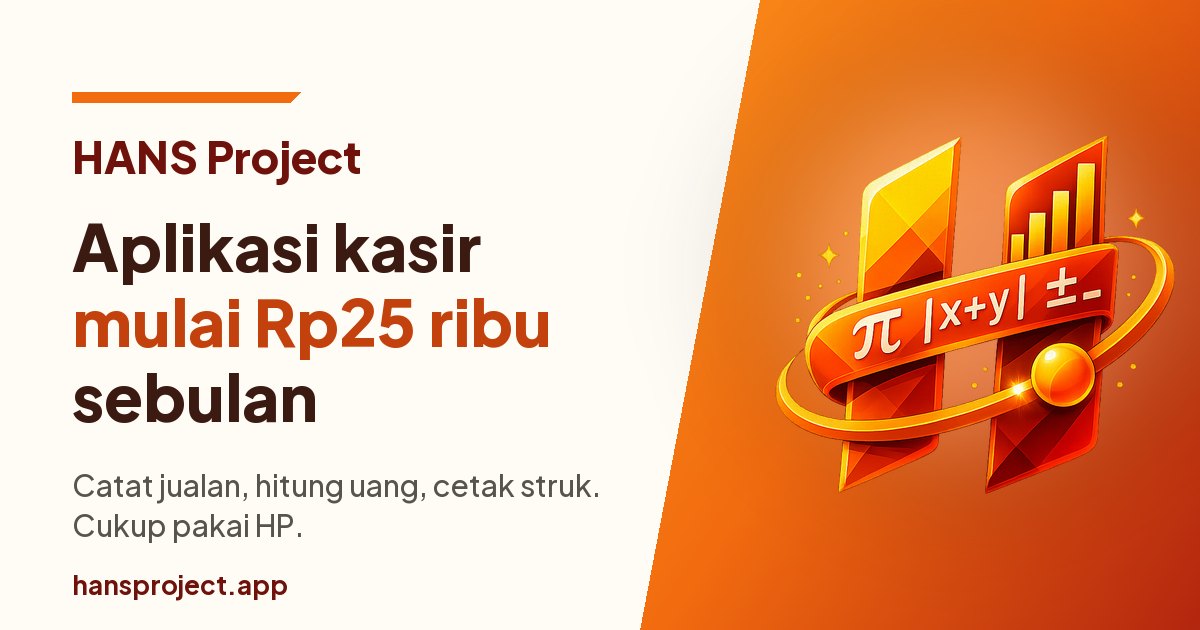 HANS Project
Aplikasi kasir
mulai Rp25 ribu
sebulan
Catat jualan, hitung uang, cetak struk.
Cukup pakai HP.
hansproject.app
π |x+y| ±-